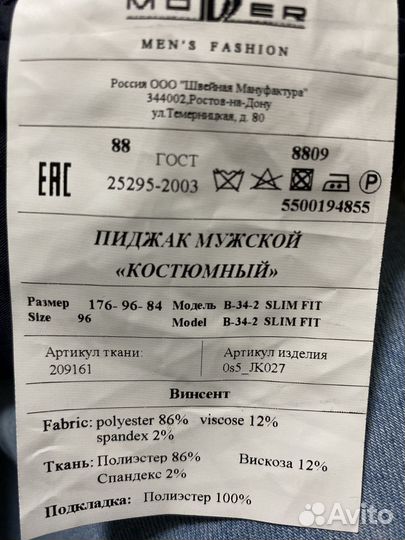 MEN'S FASHION
Россия ООО "Швейная Мануфактура"
344002,Ростов-на-Дону
ул.Темерницкая, д. 80
88 ГОСТ 8809
ЕАС 25295-2003 P
5500194855
ПИДЖАК МУЖСКОЙ
«КОСТЮМНЫЙ»
Размер 176-96-84 Модель B-34-2 SLIM FIT
Size 96 Model B-34-2 SLIM FIT
Артикул ткани: Артикул изделия
209161 0s5_JK027
Винсент
Fabric: polyester 86% viscose 12%
spandex 2%
Ткань: Полиэстер 86% Вискоза 12%
Спандекс 2%
Подкладка: Полиэстер 100%
Avito